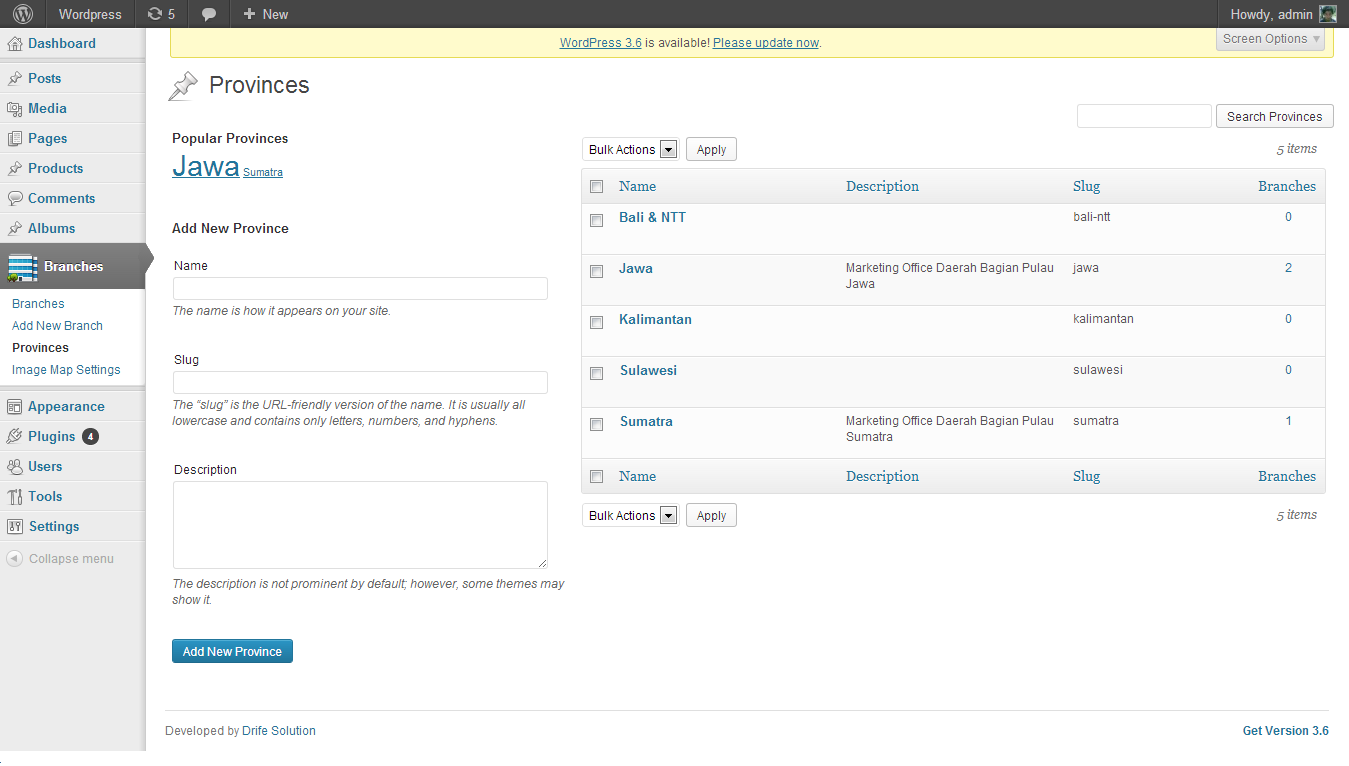 Wordpress 5 + New Howdy, admin
WordPress 3.6 is available! Please update now.
Screen Options
Dashboard
Posts
Media
Pages
Products
Comments
Albums
Branches
Branches
Add New Branch
Provinces
Image Map Settings
Appearance
Plugins 4
Users
Tools
Settings
Collapse menu
Provinces
Search Provinces
Popular Provinces
Jawa Sumatra
Add New Province
Name
The name is how it appears on your site.
Slug
The “slug” is the URL-friendly version of the name. It is usually all
lowercase and contains only letters, numbers, and hyphens.
Description
The description is not prominent by default; however, some themes may
show it.
Add New Province
Bulk Actions Apply 5 items
Name Description Slug Branches
Bali & NTT bali-ntt 0
Jawa Marketing Office Daerah Bagian Pulau jawa 2
Jawa
Kalimantan kalimantan 0
Sulawesi sulawesi 0
Sumatra Marketing Office Daerah Bagian Pulau sumatra 1
Sumatra
Name Description Slug Branches
Bulk Actions Apply 5 items
Developed by Drife Solution Get Version 3.6